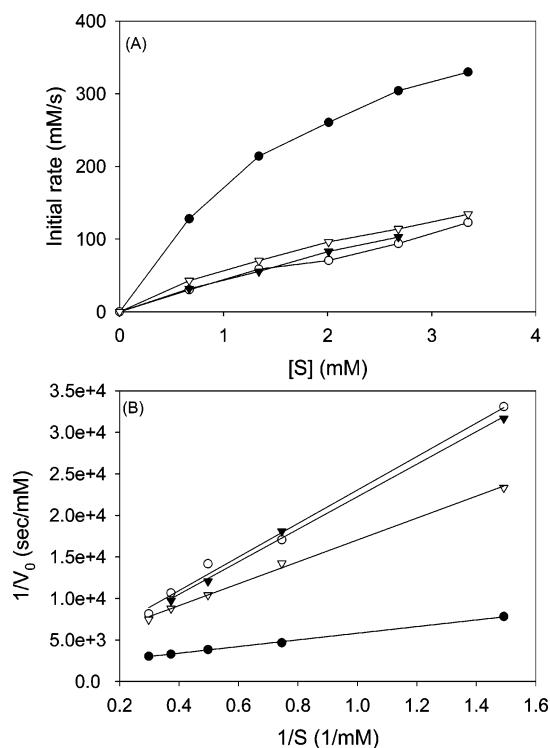 (A)
400
300
200
100
0
Initial rate (mM/s)
0 1 2 3 4
[S] (mM)
(B)
3.5e+4
3.0e+4
2.5e+4
2.0e+4
1.5e+4
1.0e+4
5.0e+3
0.0
1/V0 (sec/mM)
0.2 0.4 0.6 0.8 1.0 1.2 1.4 1.6
1/S (1/mM)